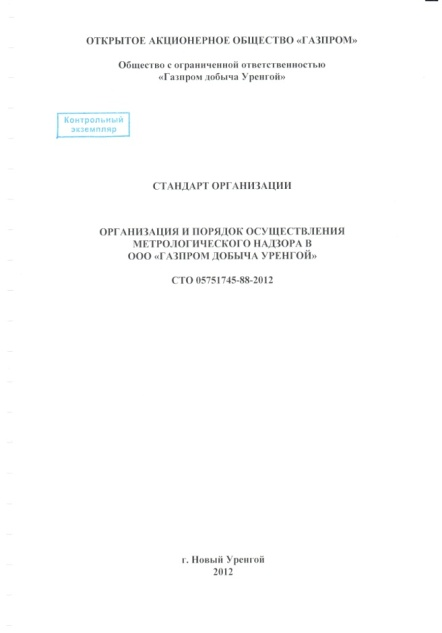 ОТКРЫТОЕ АКЦИОНЕРНОЕ ОБЩЕСТВО «ГАЗПРОМ»
Общество с ограниченной ответственностью
«Газпром добыча Уренгой»
Контрольный
экземпляр
СТАНДАРТ ОРГАНИЗАЦИИ
ОРГАНИЗАЦИЯ И ПОРЯДОК ОСУЩЕСТВЛЕНИЯ
МЕТРОЛОГИЧЕСКОГО НАДЗОРА В
ООО «ГАЗПРОМ ДОБЫЧА УРЕНГОЙ»
СТО 05751745-88-2012
г. Новый Уренгой
2012